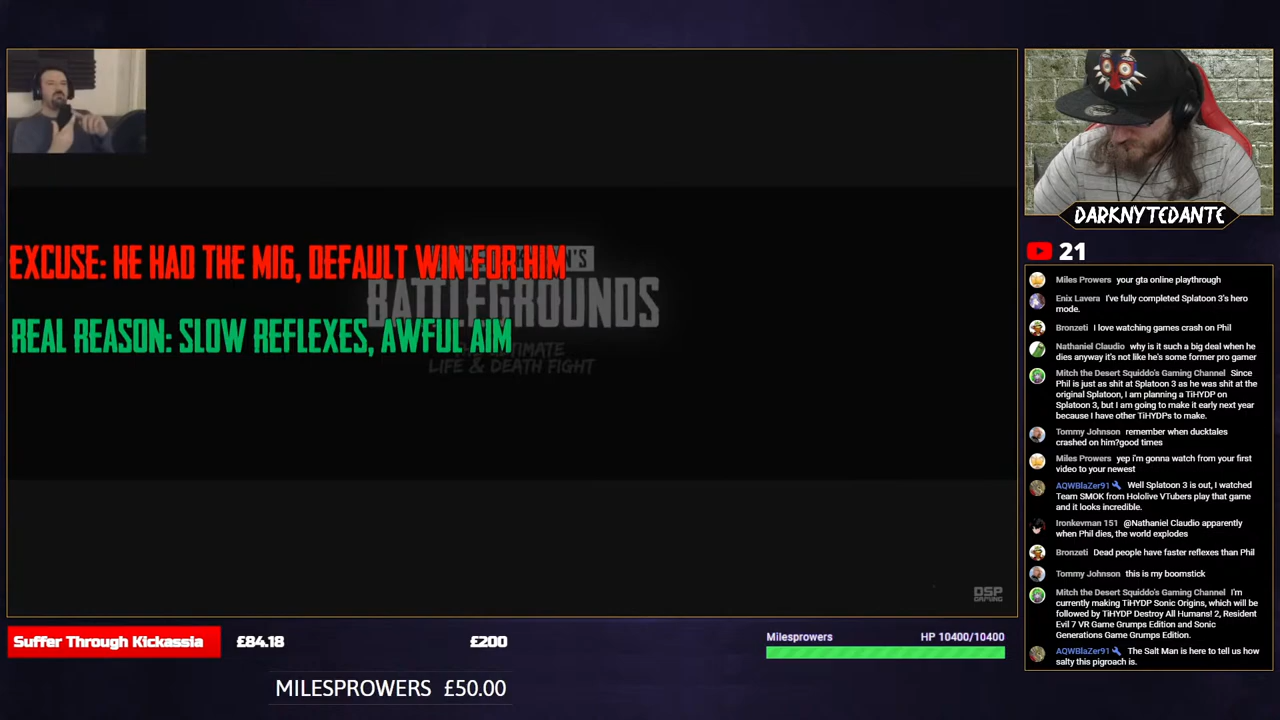 EXCUSE: HE HAD THE M16, DEFAULT WIN FOR HIM
BATTLEGROUNDS
REAL REASON: SLOW REFLEXES, AWFUL AIM
LIFE & DEATH FIGHT
DSP
GAMING
DARKNYTEDANTE
21
Miles Prowers your gta online playthrough
Enix Lavera I've fully completed Splatoon 3's hero
mode.
Bronzeti I love watching games crash on Phil
Nathaniel Claudio why is it such a big deal when he
dies anyway it's not like he's some former pro gamer
Mitch the Desert Squiddo's Gaming Channel Since
Phil is just as shit at Splatoon 3 as he was shit at the
original Splatoon, I am planning a TiHYDP on
Splatoon 3, but I am going to make it early next year
because I have other TiHYDPs to make.
Tommy Johnson remember when ducktales
crashed on him?good times
Miles Prowers yep i'm gonna watch from your first
video to your newest
AQWBlaZer91 Well Splatoon 3 is out, I watched
Team SMOK from Hololive VTubers play that game
and it looks incredible.
Ironkevman 151 @Nathaniel Claudio apparently
when Phil dies, the world explodes
Bronzeti Dead people have faster reflexes than Phil
Tommy Johnson this is my boomstick
Mitch the Desert Squiddo's Gaming Channel I'm
currently making TiHYDP Sonic Origins, which will be
followed by TiHYDP Destroy All Humans! 2, Resident
Evil 7 VR Game Grumps Edition and Sonic
Generations Game Grumps Edition.
AQWBlaZer91 The Salt Man is here to tell us how
salty this pigroach is.
Suffer Through Kickassia £84.18 £200
Milesprowers HP 10400/10400
MILESPROWERS £50.00